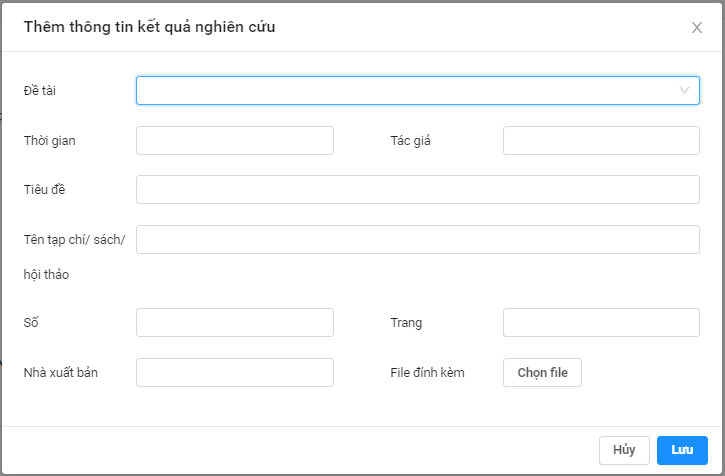 Thêm thông tin kết quả nghiên cứu
Đề tài
Thời gian
Tác giả
Tiêu đề
Tên tạp chí/ sách/
hội thảo
Số
Trang
Nhà xuất bản
File đính kèm
Chọn file
Hủy
Lưu